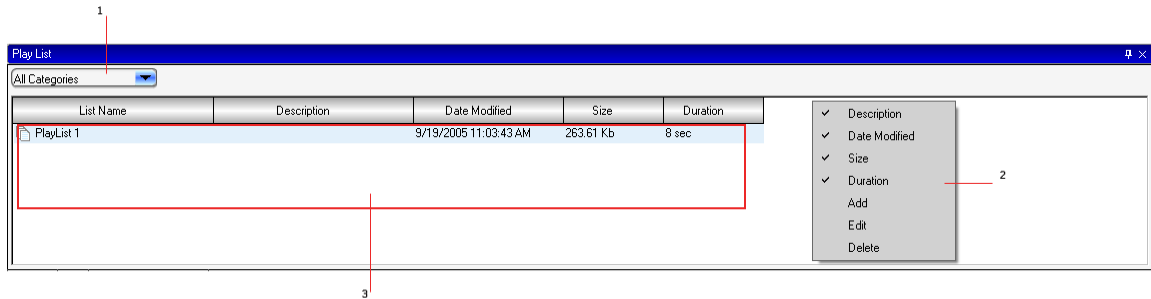 1
Play List
All Categories
List Name Description Date Modified Size Duration
PlayList 1 9/19/2005 11:03:43 AM 263.61 Kb 8 sec
Description
Date Modified
Size
Duration
Add
Edit
Delete
2
3